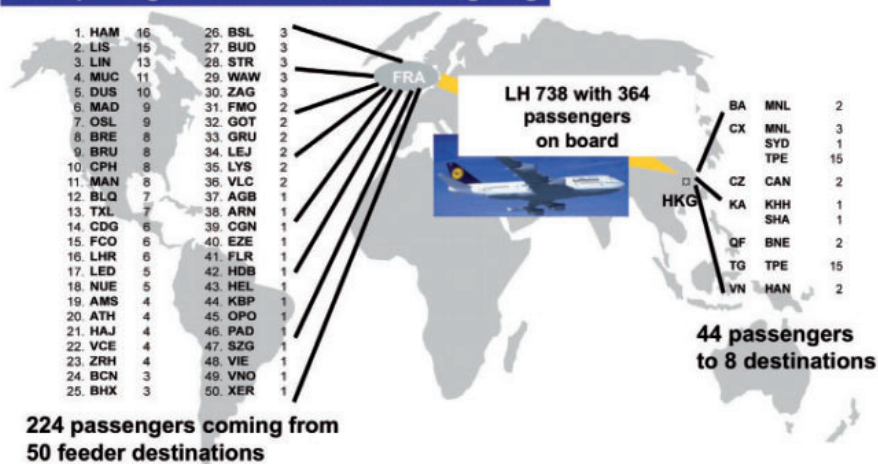 1. HAM 16
2. LIS 15
3. LIN 13
4. MUC 11
5. DUS 10
6. MAD 9
7. OSL 9
8. BRE 8
9. BRU 8
10. CPH 8
11. MAN 8
12. BLQ 7
13. TXL 7
14. CDG 6
15. FCO 6
16. LHR 6
17. LED 5
18. NUE 5
19. AMS 4
20. ATH 4
21. HAJ 4
22. VCE 4
23. ZRH 4
24. BCN 3
25. BHX 3
26. BSL 3
27. BUD 3
28. STR 3
29. WAW 3
30. ZAG 3
31. FMO 2
32. GOT 2
33. GRU 2
34. LEJ 2
35. LYS 2
36. VLC 2
37. AGB 1
38. ARN 1
39. CGN 1
40. EZE 1
41. FLR 1
42. HDB 1
43. HEL 1
44. KBP 1
45. OPO 1
46. PAD 1
47. SZG 1
48. VIE 1
49. VNO 1
50. XER 1
224 passengers coming from
50 feeder destinations
FRA
LH 738 with 364
passengers
on board
HKG
BA MNL 2
CX MNL 3
SYD 1
TPE 15
CZ CAN 2
KA KHH 1
SHA 1
QF BNE 2
TG TPE 15
VN HAN 2
44 passengers
to 8 destinations